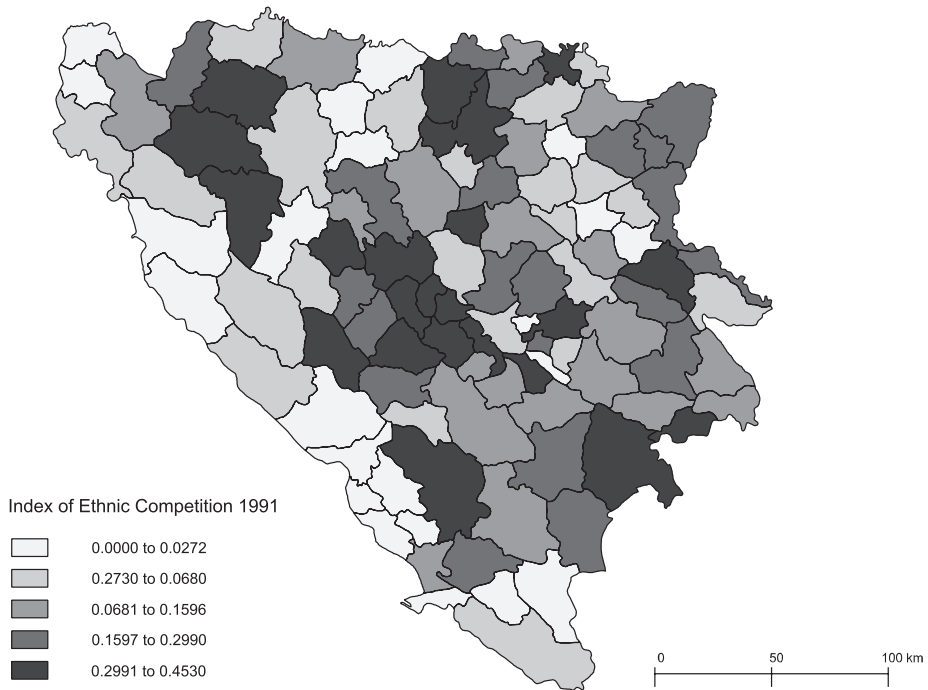 Index of Ethnic Competition 1991
0.0000 to 0.0272
0.2730 to 0.0680
0.0681 to 0.1596
0.1597 to 0.2990
0.2991 to 0.4530
0 50 100 km